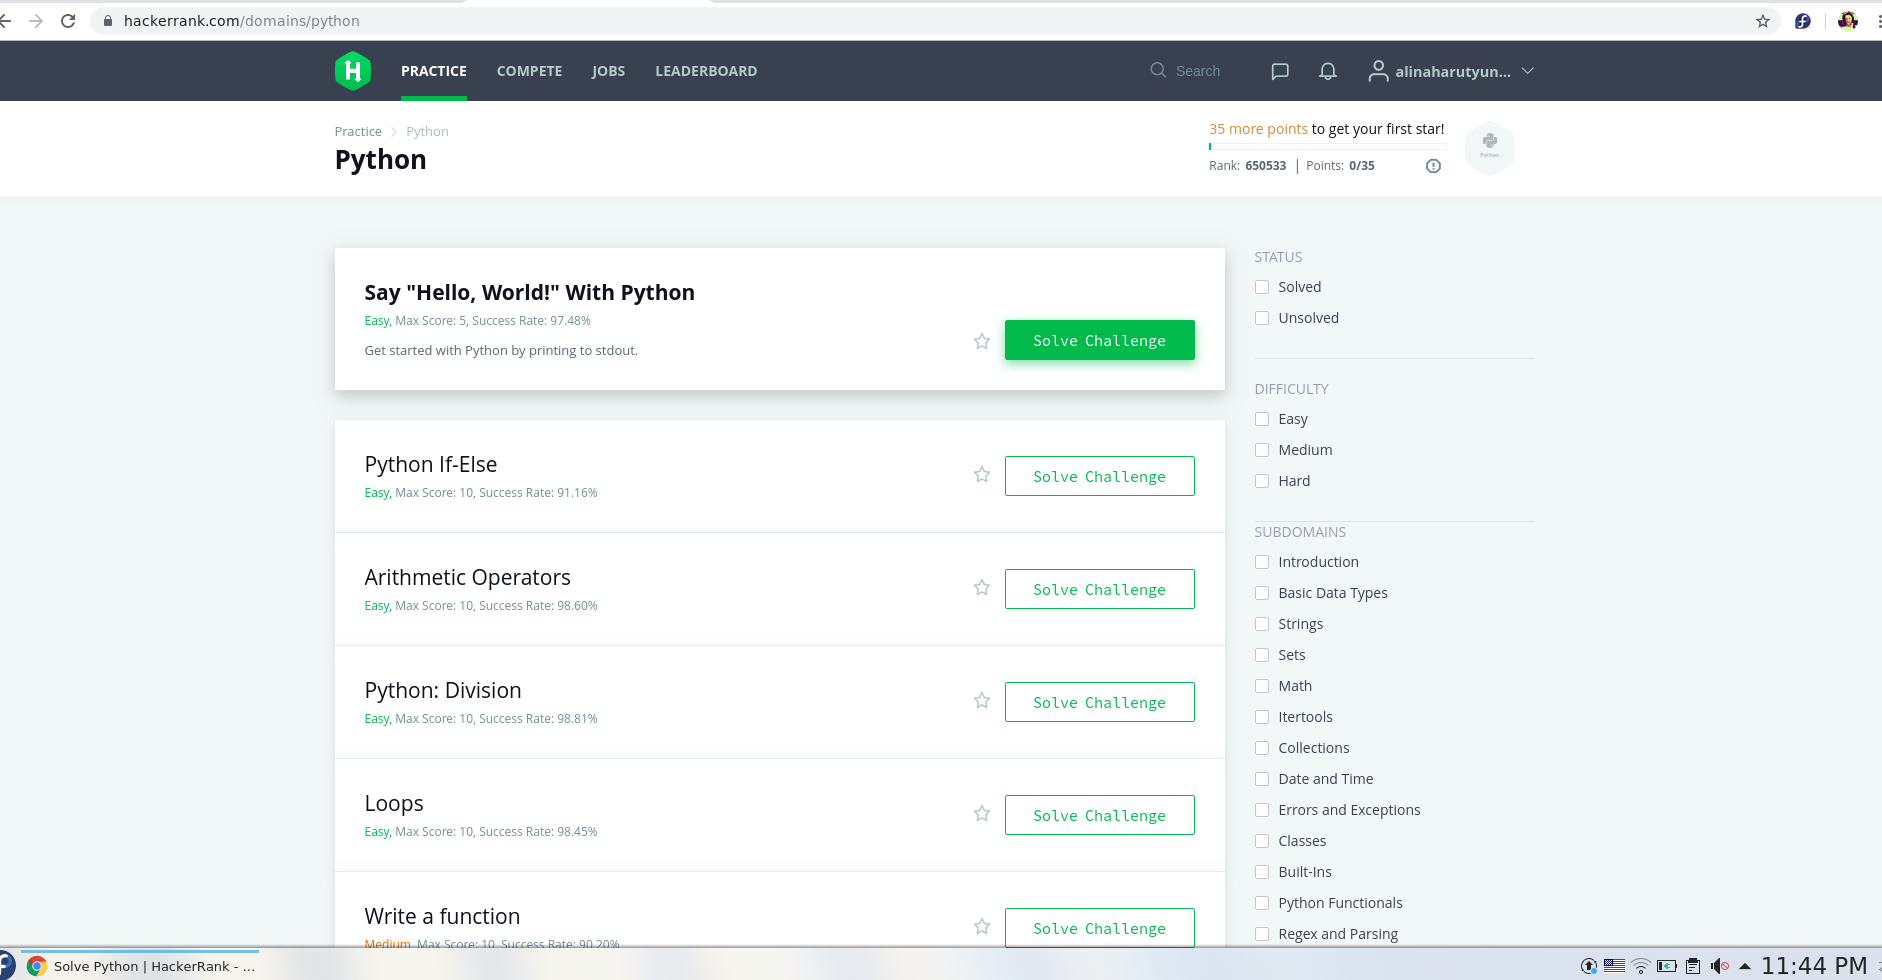 hackerrank.com/domains/python
PRACTICE COMPETE JOBS LEADERBOARD Search alinaharutyun...
Practice Python
Python
35 more points to get your first star!
Rank: 650533 | Points: 0/35
Python
Say "Hello, World!" With Python
Easy, Max Score: 5, Success Rate: 97.48%
Get started with Python by printing to stdout.
Solve Challenge
Python If-Else
Easy, Max Score: 10, Success Rate: 91.16%
Solve Challenge
Arithmetic Operators
Easy, Max Score: 10, Success Rate: 98.60%
Solve Challenge
Python: Division
Easy, Max Score: 10, Success Rate: 98.81%
Solve Challenge
Loops
Easy, Max Score: 10, Success Rate: 98.45%
Solve Challenge
Write a function
Medium, Max Score: 10, Success Rate: 90.20%
Solve Challenge
STATUS
Solved
Unsolved
DIFFICULTY
Easy
Medium
Hard
SUBDOMAINS
Introduction
Basic Data Types
Strings
Sets
Math
Itertools
Collections
Date and Time
Errors and Exceptions
Classes
Built-Ins
Python Functionals
Regex and Parsing
Solve Python | HackerRank - ...
11:44 PM